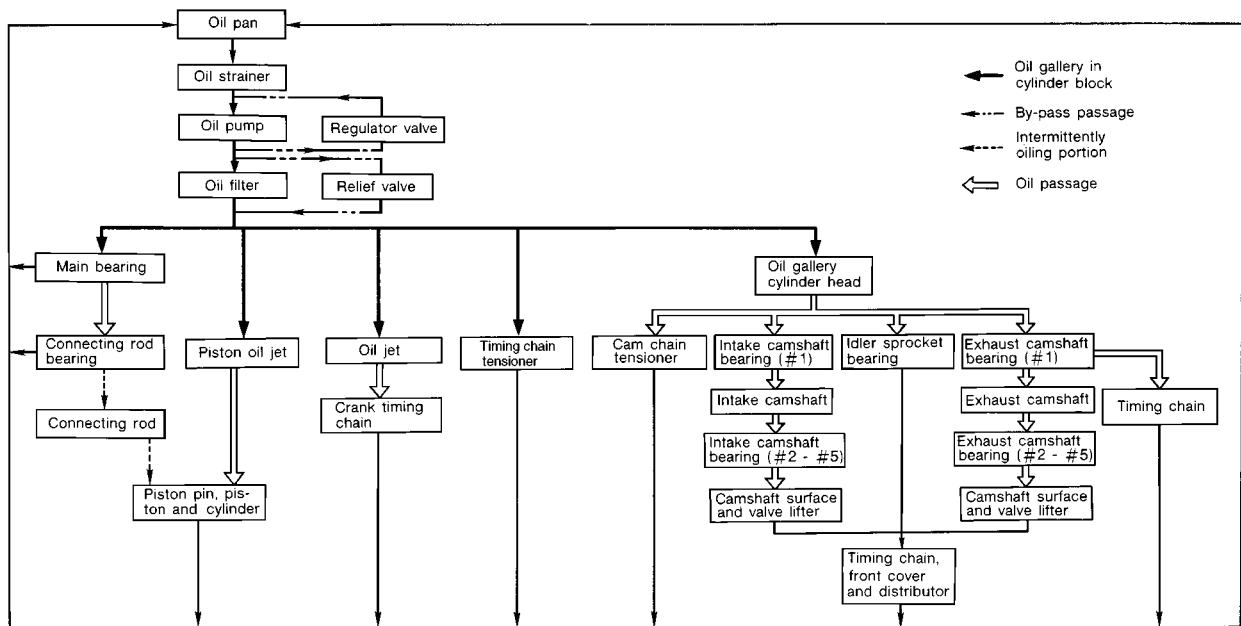 Oil pan
Oil strainer
Oil pump
Regulator valve
Oil filter
Relief valve
Oil gallery in
cylinder block
By-pass passage
Intermittently
oiling portion
Oil passage
Main bearing
Oil gallery
cylinder head
Connecting rod
bearing
Piston oil jet
Oil jet
Timing chain
tensioner
Cam chain
tensioner
Intake camshaft
bearing (#1)
Idler sprocket
bearing
Exhaust camshaft
bearing (#1)
Connecting rod
Crank timing
chain
Intake camshaft
Exhaust camshaft
Timing chain
Intake camshaft
bearing (#2 - #5)
Exhaust camshaft
bearing (#2 - #5)
Piston pin, pis-
ton and cylinder
Camshaft surface
and valve lifter
Camshaft surface
and valve lifter
Timing chain,
front cover
and distributor